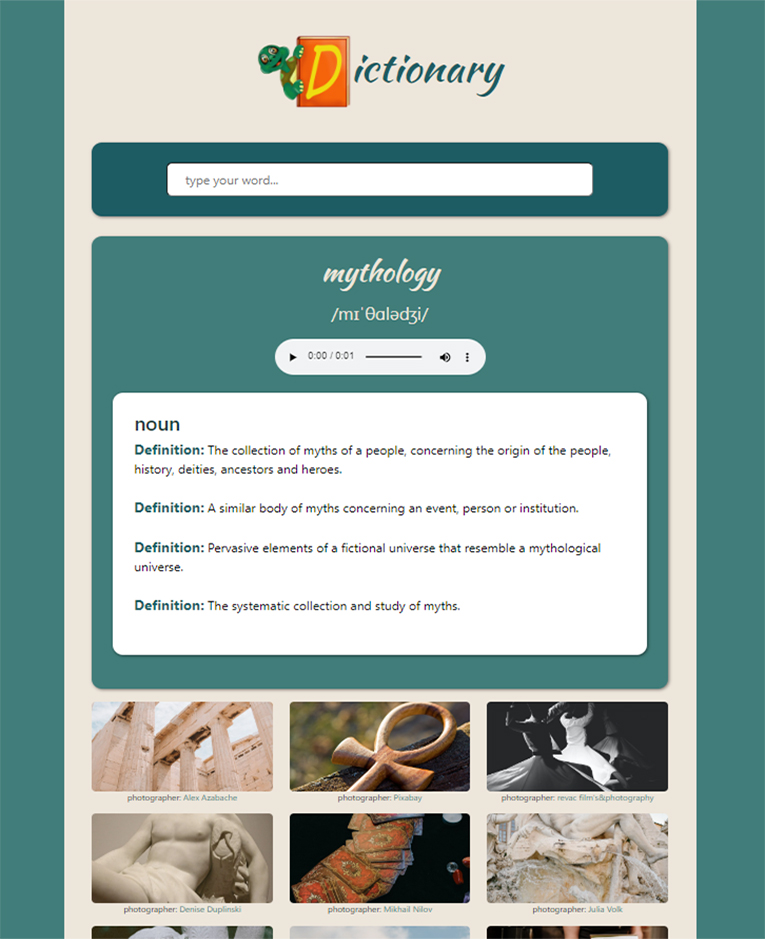 Dictionary
type your word...
mythology
/mɪˈθɑlədʒi/
0:00 / 0:01
noun
Definition: The collection of myths of a people, concerning the origin of the people,
history, deities, ancestors and heroes.
Definition: A similar body of myths concerning an event, person or institution.
Definition: Pervasive elements of a fictional universe that resemble a mythological
universe.
Definition: The systematic collection and study of myths.
photographer: Alex Azabache
photographer: Pixabay
photographer: revac film's&photography
photographer: Denise Duplinski
photographer: Mikhail Nilov
photographer: Julia Volk